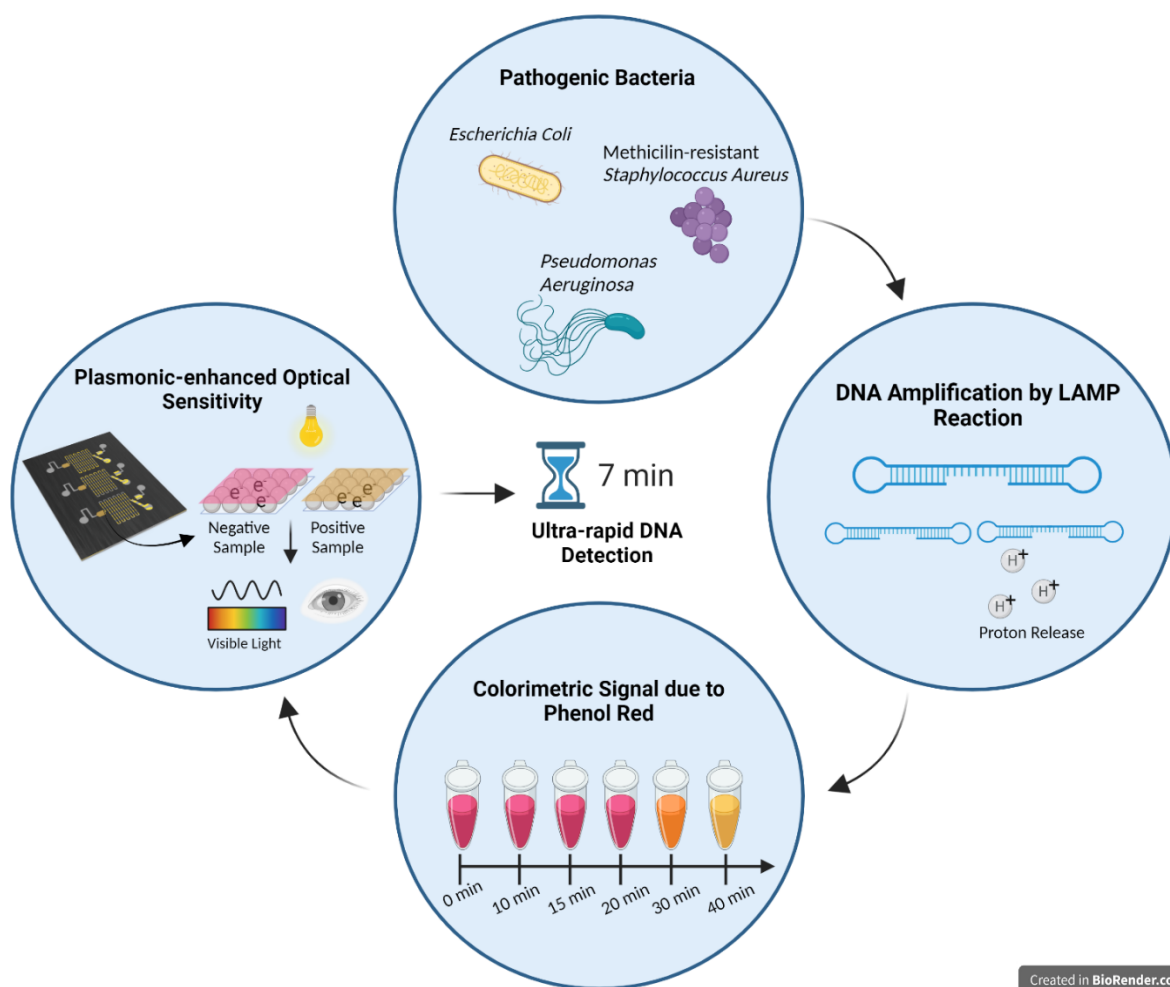 Pathogenic Bacteria
Escherichia Coli
Methicilin-resistant
Staphylococcus Aureus
Pseudomonas
Aeruginosa
DNA Amplification by LAMP
Reaction
H+
H+
H+
Proton Release
Colorimetric Signal due to
Phenol Red
0 min
10 min
15 min
20 min
30 min
40 min
Plasmonic-enhanced Optical
Sensitivity
e-
e-
e-
e-
e-
e-
Negative
Sample
Positive
Sample
Visible Light
7 min
Ultra-rapid DNA
Detection
Created in BioRender.co